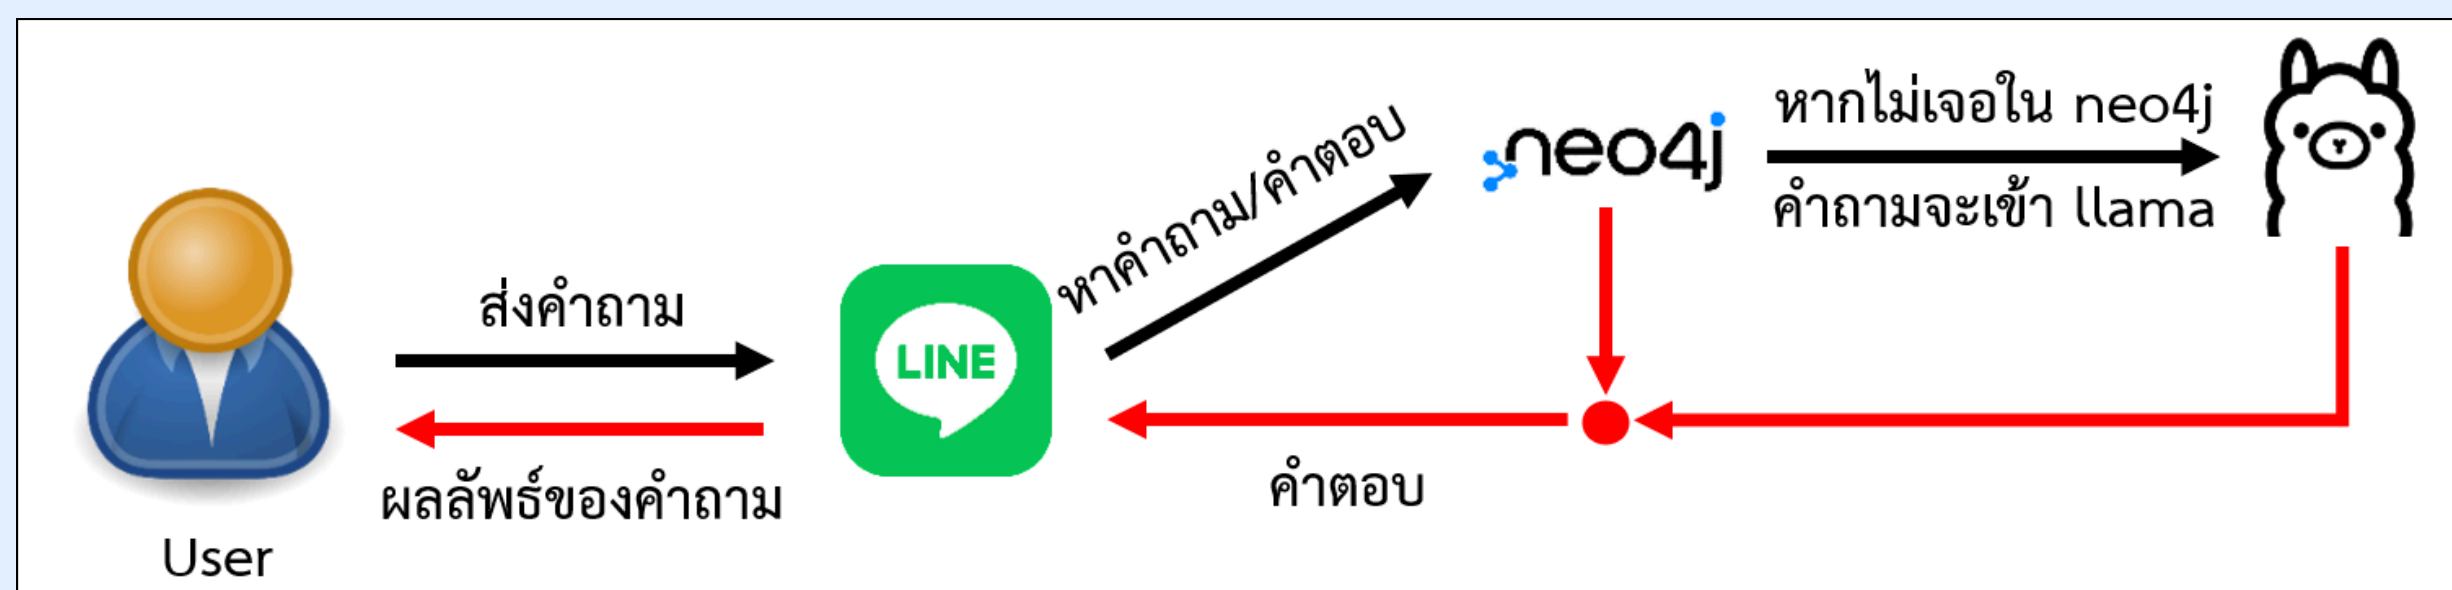 หากไม่เจอใน neo4j
neo4j
หาคำถาม/คำตอบ
คำถามจะเข้า llama
ส่งคำถาม
LINE
ผลลัพธ์ของคำถาม
คำตอบ
User